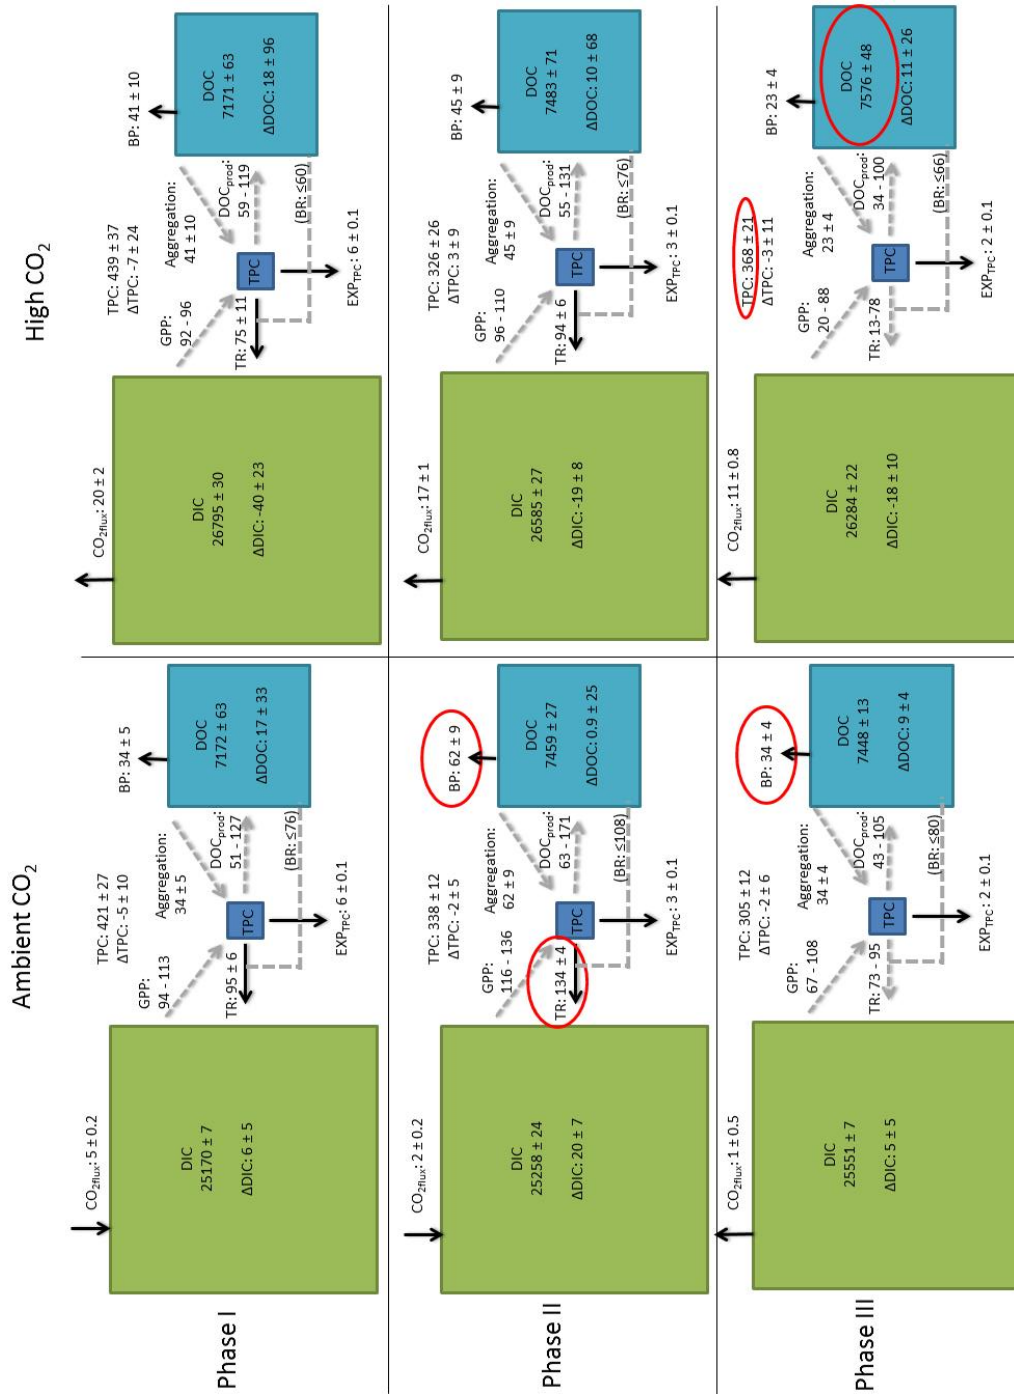 Ambient CO2
High CO2
Phase I
CO2flux: 5 ± 0.2
DIC
25170 ± 7
ΔDIC: 6 ± 5
GPP:
94 - 113
TR: 95 ± 6
TPC: 421 ± 27
ΔTPC: -5 ± 10
Aggregation:
34 ± 5
TPC
DOCprod:
51 - 127
(BR: ≤76)
EXPTPC: 6 ± 0.1
BP: 34 ± 5
DOC
7172 ± 63
ΔDOC: 17 ± 33
CO2flux: 20 ± 2
DIC
26795 ± 30
ΔDIC: -40 ± 23
GPP:
92 - 96
TR: 75 ± 11
TPC: 439 ± 37
ΔTPC: -7 ± 24
Aggregation:
41 ± 10
TPC
DOCprod:
59 - 119
(BR: ≤60)
EXPTPC: 6 ± 0.1
BP: 41 ± 10
DOC
7171 ± 63
ΔDOC: 18 ± 96
Phase II
CO2flux: 2 ± 0.2
DIC
25258 ± 24
ΔDIC: 20 ± 7
GPP:
116 - 136
TR: 134 ± 4
TPC: 338 ± 12
ΔTPC: -2 ± 5
Aggregation:
62 ± 9
TPC
DOCprod:
63 - 171
(BR: ≤108)
EXPTPC: 3 ± 0.1
BP: 62 ± 9
DOC
7459 ± 27
ΔDOC: 0.9 ± 25
CO2flux: 17 ± 1
DIC
26585 ± 27
ΔDIC: -19 ± 8
GPP:
96 - 110
TR: 94 ± 6
TPC: 326 ± 26
ΔTPC: 3 ± 9
Aggregation:
45 ± 9
TPC
DOCprod:
55 - 131
(BR: ≤76)
EXPTPC: 3 ± 0.1
BP: 45 ± 9
DOC
7483 ± 71
ΔDOC: 10 ± 68
Phase III
CO2flux: 1 ± 0.5
DIC
25551 ± 7
ΔDIC: 5 ± 5
GPP:
67 - 108
TR: 73 - 95
TPC: 305 ± 12
ΔTPC: -2 ± 6
Aggregation:
34 ± 4
TPC
DOCprod:
43 - 105
(BR: ≤80)
EXPTPC: 2 ± 0.1
BP: 34 ± 4
DOC
7448 ± 13
ΔDOC: 9 ± 4
CO2flux: 11 ± 0.8
DIC
26284 ± 22
ΔDIC: -18 ± 10
GPP:
20 - 88
TR: 13-78
TPC: 368 ± 21
ΔTPC: -3 ± 11
Aggregation:
23 ± 4
TPC
DOCprod:
34 - 100
(BR: ≤66)
EXPTPC: 2 ± 0.1
BP: 23 ± 4
DOC
7576 ± 48
ΔDOC: 11 ± 26